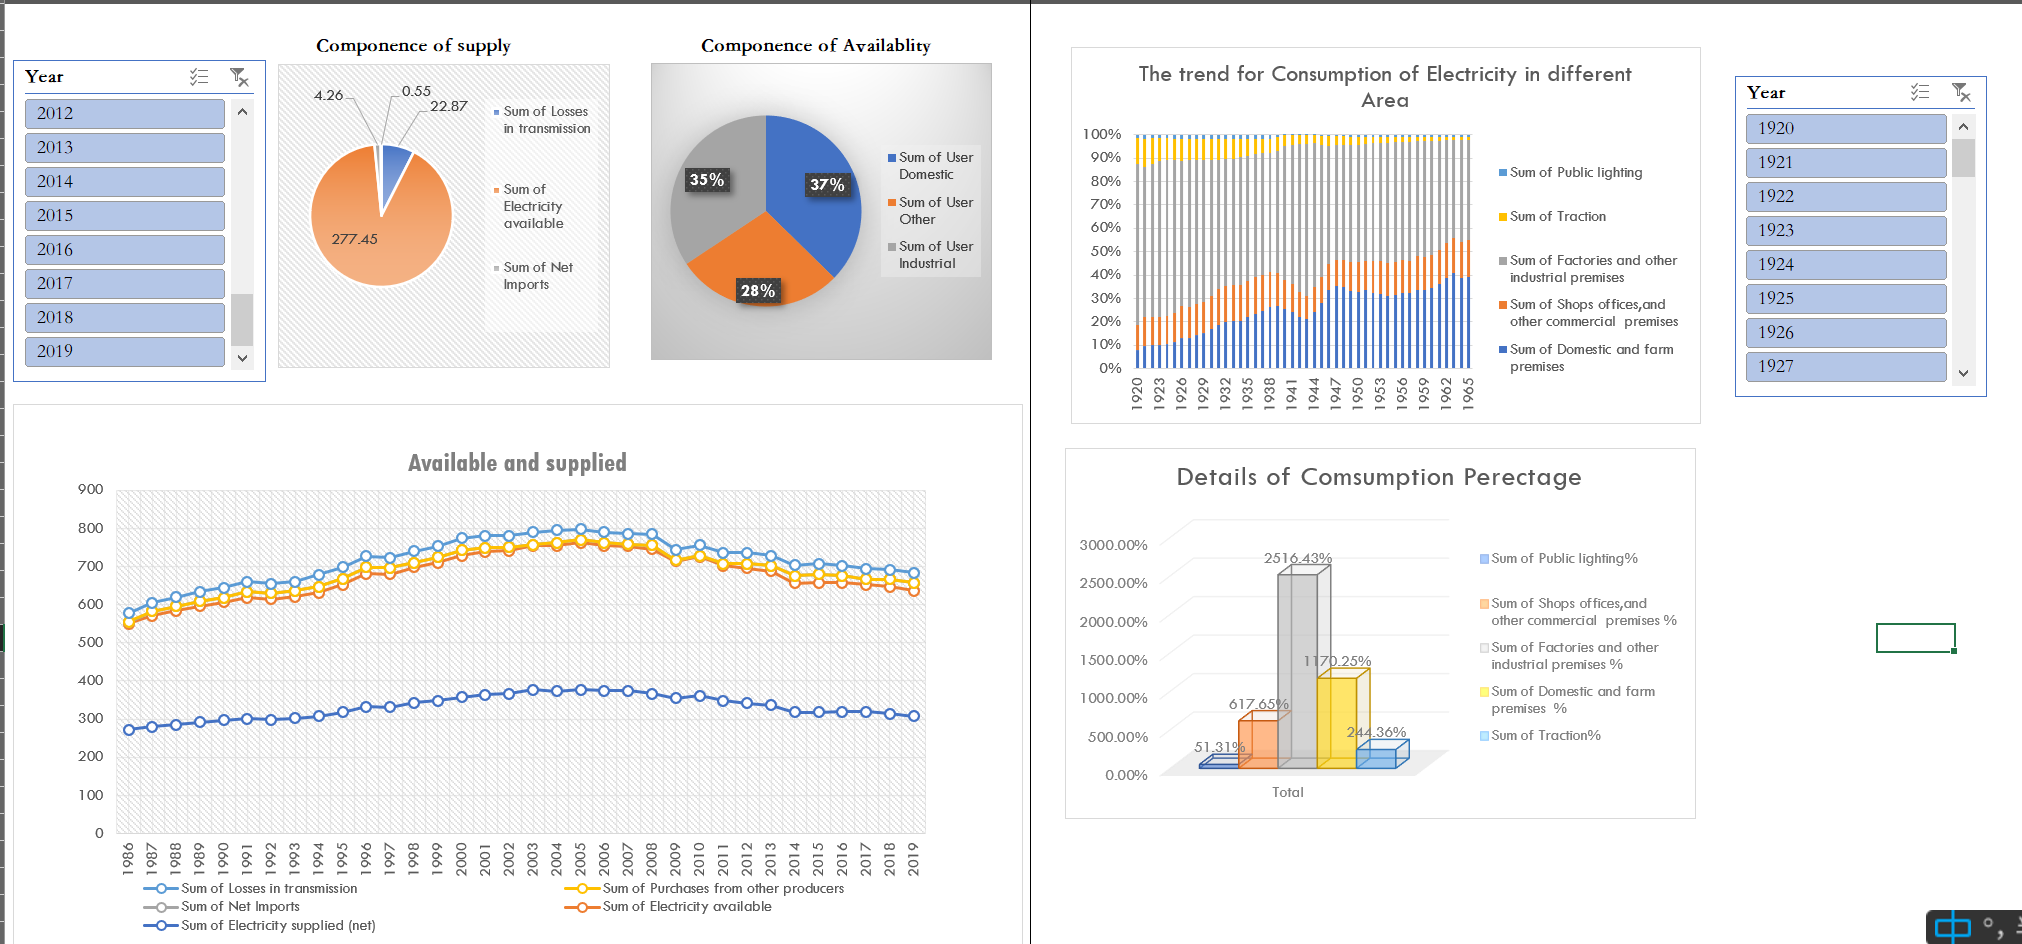 Componence of supply
Componence of Availablity
Year
2012
2013
2014
2015
2016
2017
2018
2019
4.26
0.55
22.87
277.45
Sum of Losses
in transmission
Sum of
Electricity
available
Sum of Net
Imports
35%
37%
28%
Sum of User
Domestic
Sum of User
Other
Sum of User
Industrial
The trend for Consumption of Electricity in different
Area
100%
90%
80%
70%
60%
50%
40%
30%
20%
10%
0%
1920
1923
1926
1929
1932
1935
1938
1941
1944
1947
1950
1953
1956
1959
1962
1965
Sum of Public lighting
Sum of Traction
Sum of Factories and other
industrial premises
Sum of Shops offices,and
other commercial premises
Sum of Domestic and farm
premises
Year
1920
1921
1922
1923
1924
1925
1926
1927
Available and supplied
900
800
700
600
500
400
300
200
100
0
1986
1987
1988
1989
1990
1991
1992
1993
1994
1995
1996
1997
1998
1999
2000
2001
2002
2003
2004
2005
2006
2007
2008
2009
2010
2011
2012
2013
2014
2015
2016
2017
2018
2019
Sum of Losses in transmission
Sum of Purchases from other producers
Sum of Net Imports
Sum of Electricity available
Sum of Electricity supplied (net)
Details of Comsumption Perectage
3000.00%
2500.00%
2000.00%
1500.00%
1000.00%
500.00%
0.00%
51.31%
617.65%
2516.43%
1170.25%
244.36%
Total
Sum of Public lighting%
Sum of Shops offices,and
other commercial premises %
Sum of Factories and other
industrial premises %
Sum of Domestic and farm
premises %
Sum of Traction%
中